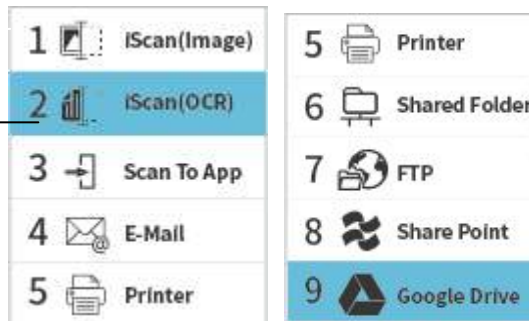 1 iScan(Image)
2 iScan(OCR)
3 Scan To App
4 E-Mail
5 Printer
5 Printer
6 Shared Folder
7 FTP
8 Share Point
9 Google Drive